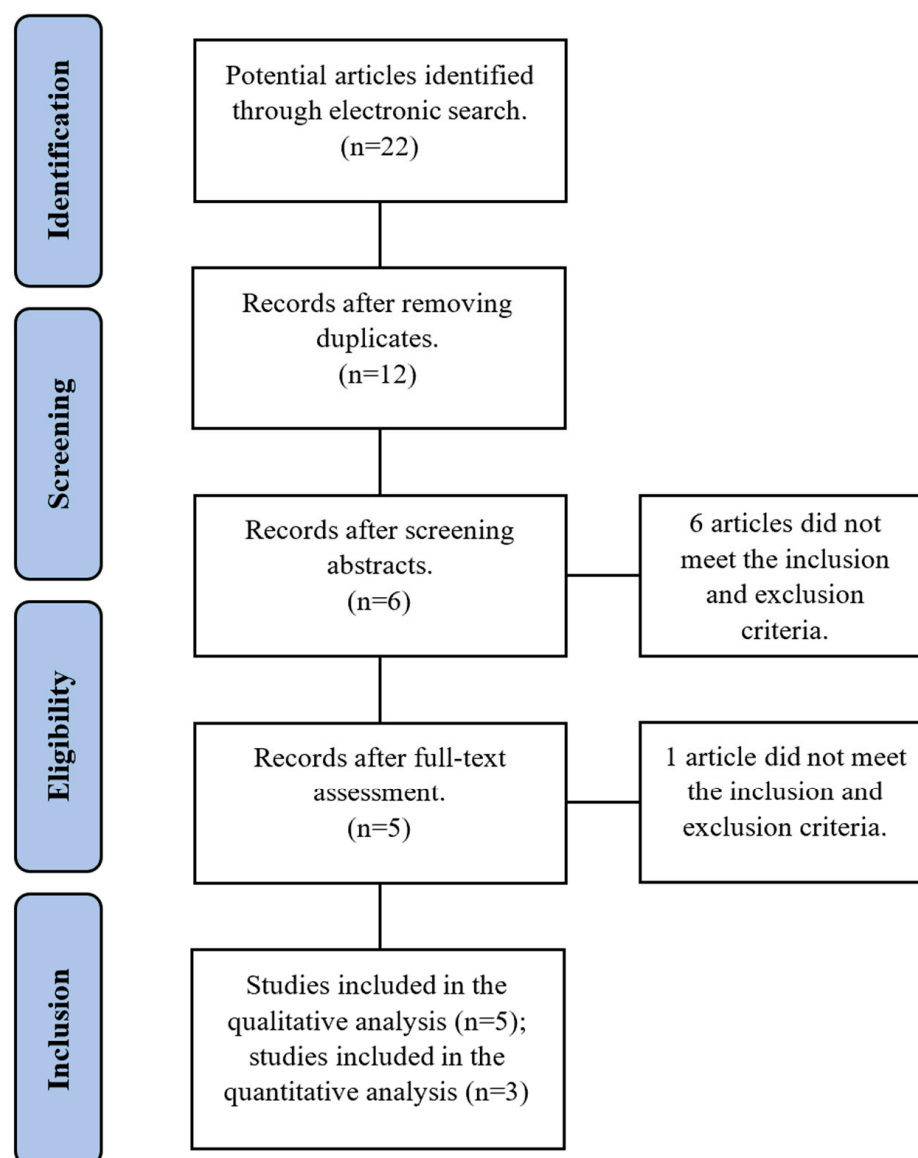 Identification
Potential articles identified
through electronic search.
(n=22)
Screening
Records after removing
duplicates.
(n=12)
Records after screening
abstracts.
(n=6)
6 articles did not
meet the inclusion
and exclusion
criteria.
Eligibility
Records after full-text
assessment.
(n=5)
1 article did not meet
the inclusion and
exclusion criteria.
Inclusion
Studies included in the
qualitative analysis (n=5);
studies included in the
quantitative analysis (n=3)